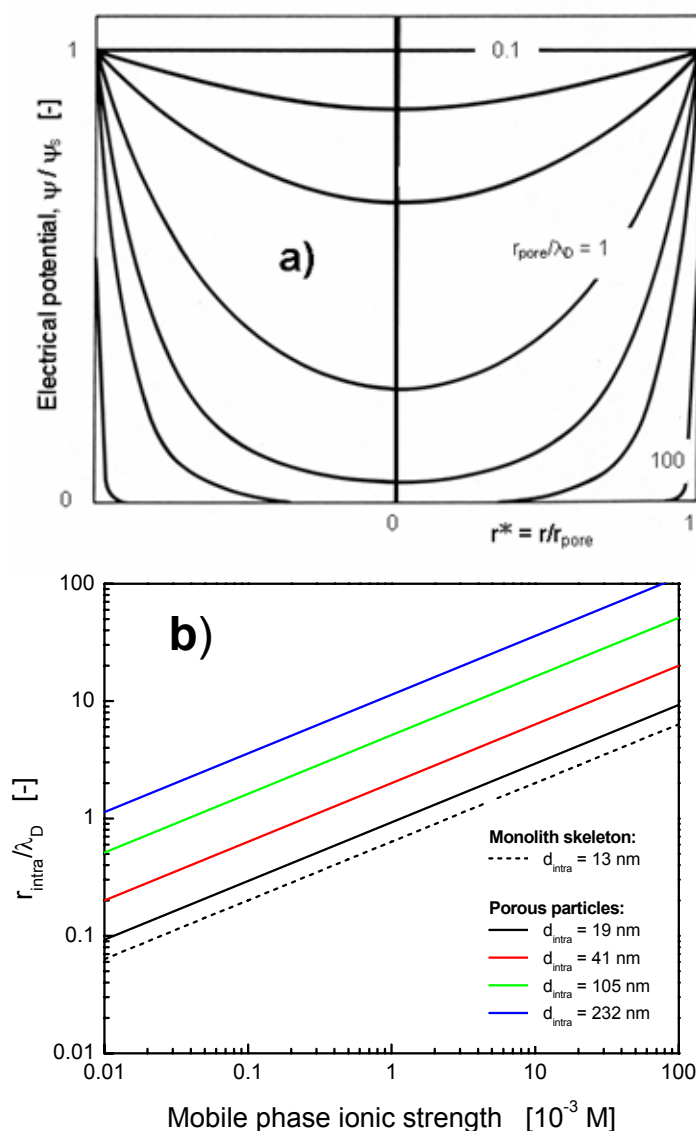 1
0.1
Electrical potential, ψ / ψs [-]
a)
rpore/λD = 1
100
0
0
1
r* = r/rpore
100
b)
10
1
0.1
0.01
rintra/λD [-]
Monolith skeleton:
dintra = 13 nm
Porous particles:
dintra = 19 nm
dintra = 41 nm
dintra = 105 nm
dintra = 232 nm
0.01
0.1
1
10
100
Mobile phase ionic strength [10⁻³ M]